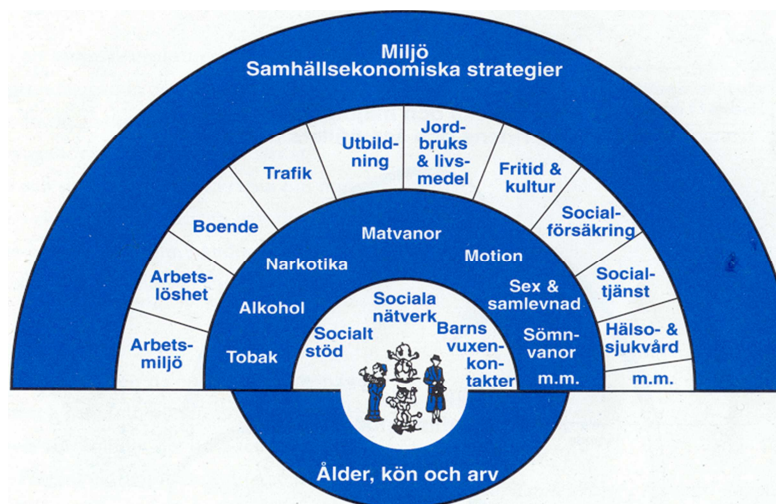 Miljö
Samhällsekonomiska strategier
Arbets-
miljö
Arbets-
löshet
Boende
Trafik
Utbild-
ning
Jord-
bruks
& livs-
medel
Fritid &
kultur
Social-
försäkring
Social-
tjänst
Hälso- &
sjukvård
m.m.
Tobak
Alkohol
Narkotika
Matvanor
Motion
Sex &
samlevnad
Sömn-
vanor
m.m.
Socialt
stöd
Sociala
nätverk
Barns
vuxen-
kon-
takter
Ålder, kön och arv